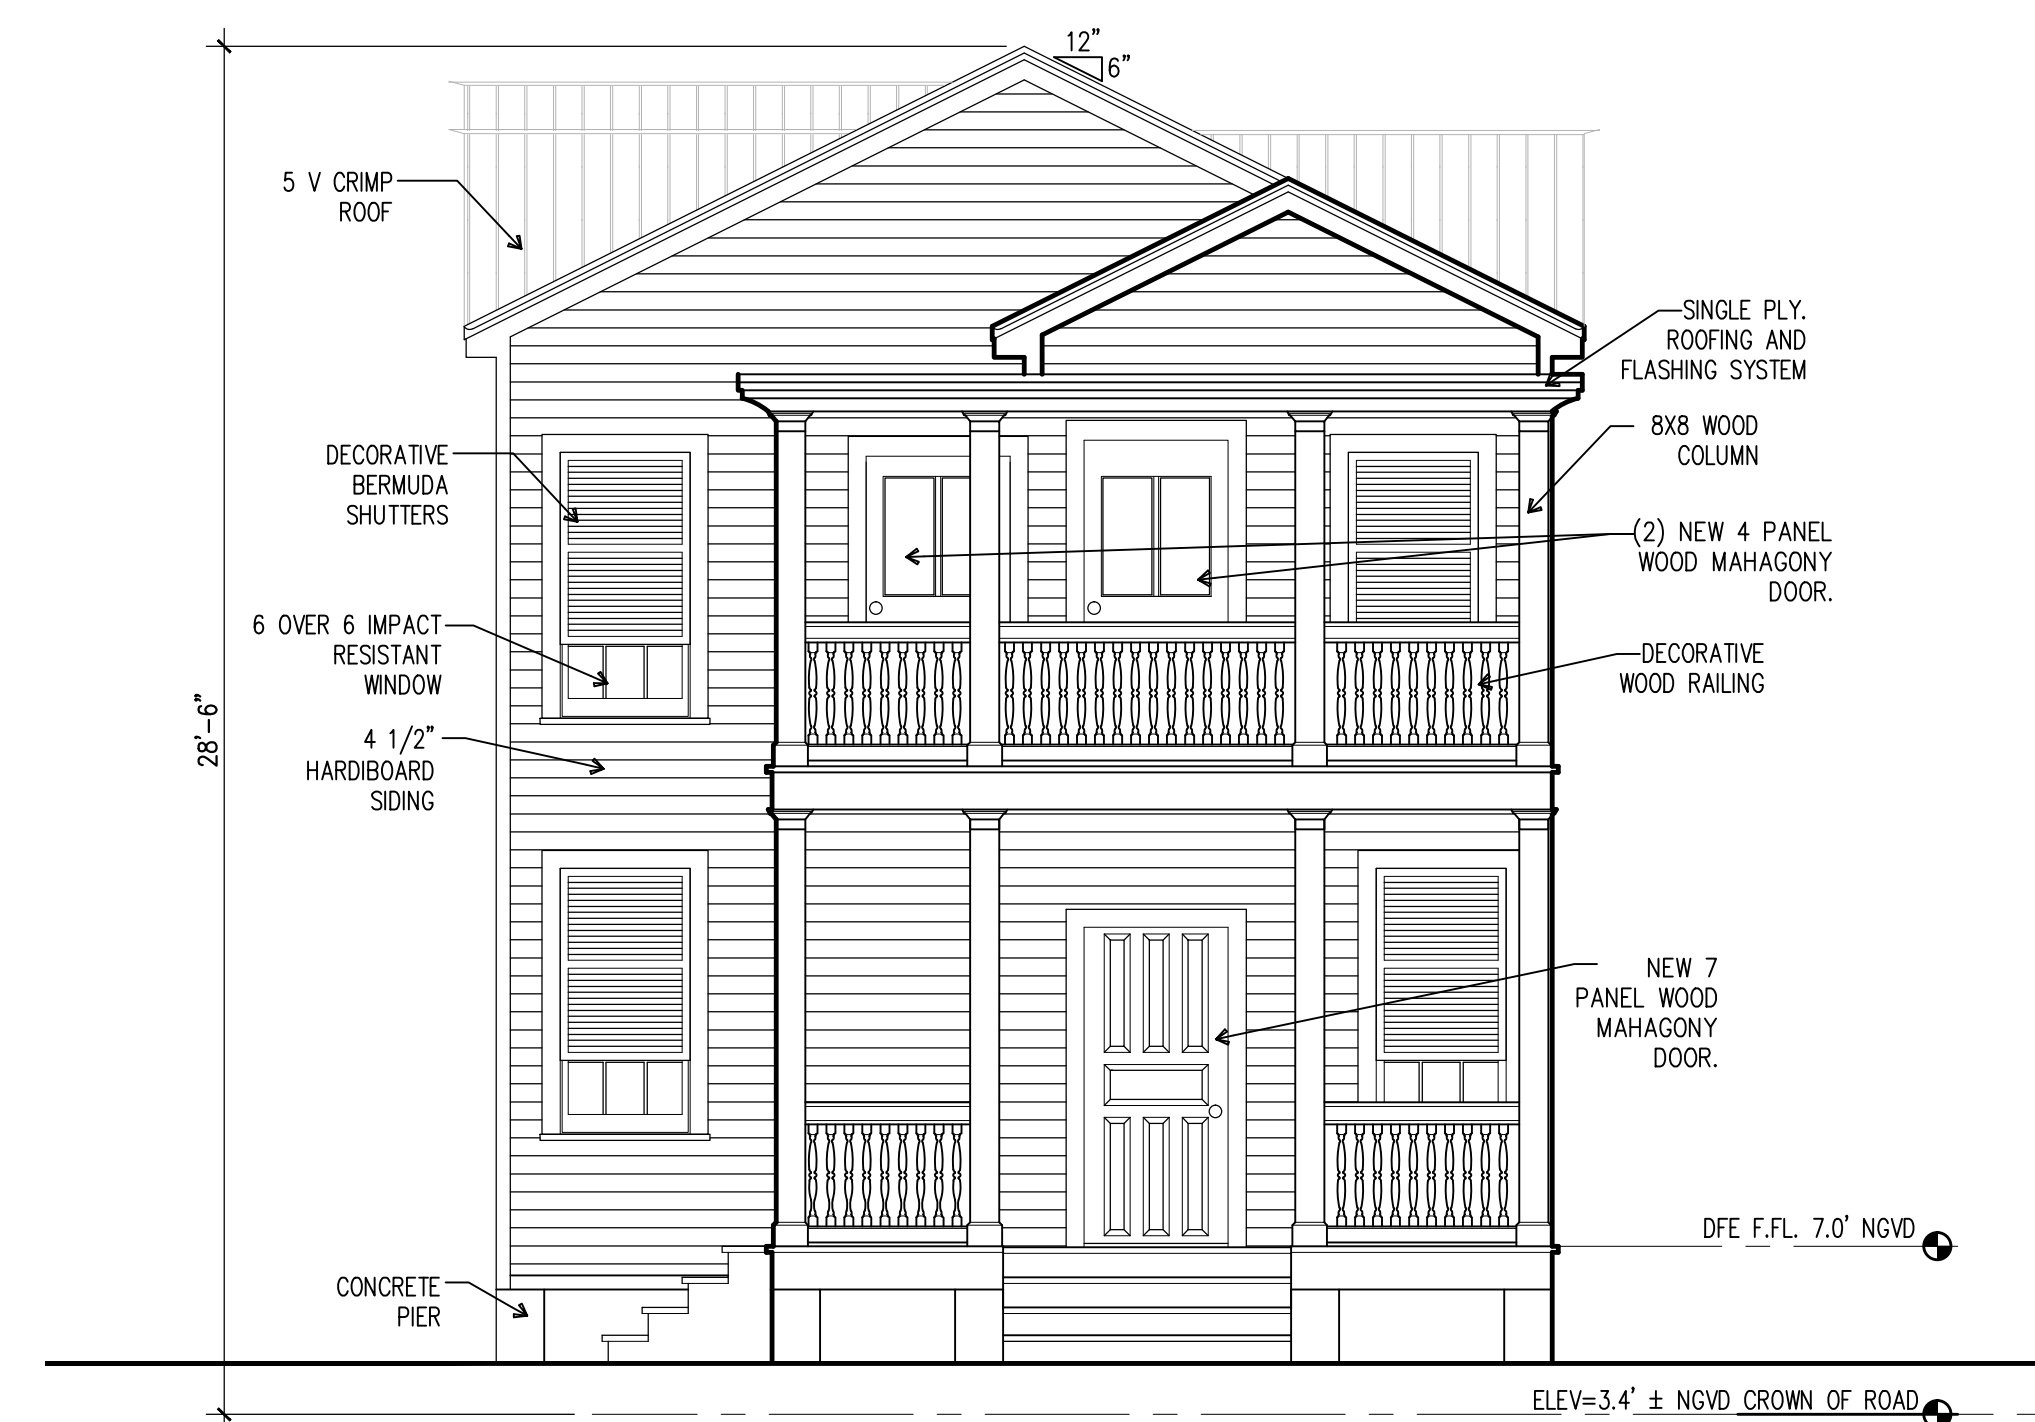 12"
6"
5 V CRIMP
ROOF
SINGLE PLY.
ROOFING AND
FLASHING SYSTEM
8X8 WOOD
COLUMN
DECORATIVE
BERMUDA
SHUTTERS
(2) NEW 4 PANEL
WOOD MAHAGONY
DOOR.
6 OVER 6 IMPACT
RESISTANT
WINDOW
DECORATIVE
WOOD RAILING
28'-6"
4 1/2"
HARDIBOARD
SIDING
NEW 7
PANEL WOOD
MAHAGONY
DOOR.
DFE F.FL. 7.0' NGVD
CONCRETE
PIER
ELEV=3.4' ± NGVD CROWN OF ROAD